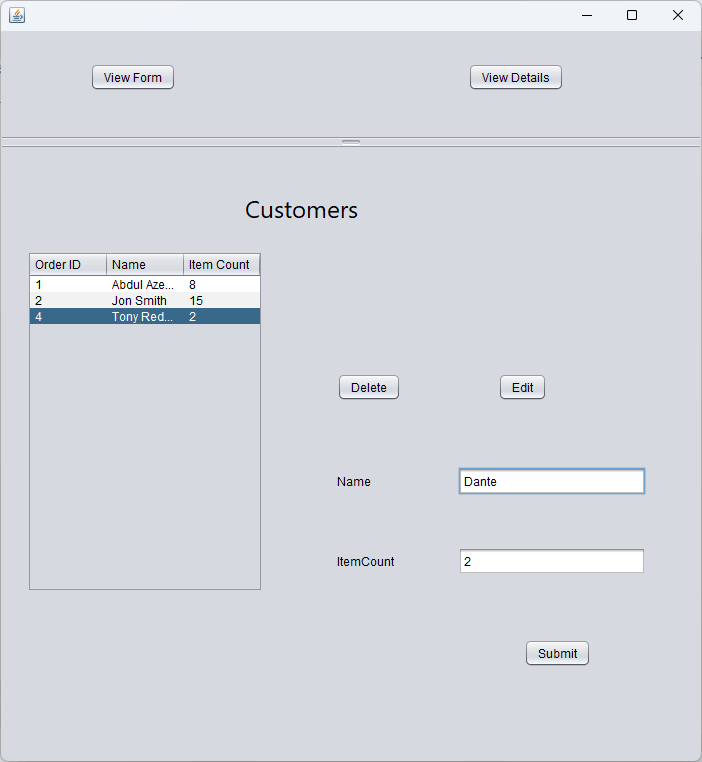 View Form View Details
Customers
Order ID Name Item Count
1 Abdul Aze... 8
2 Jon Smith 15
4 Tony Red... 2
Delete Edit
Name Dante
ItemCount 2
Submit